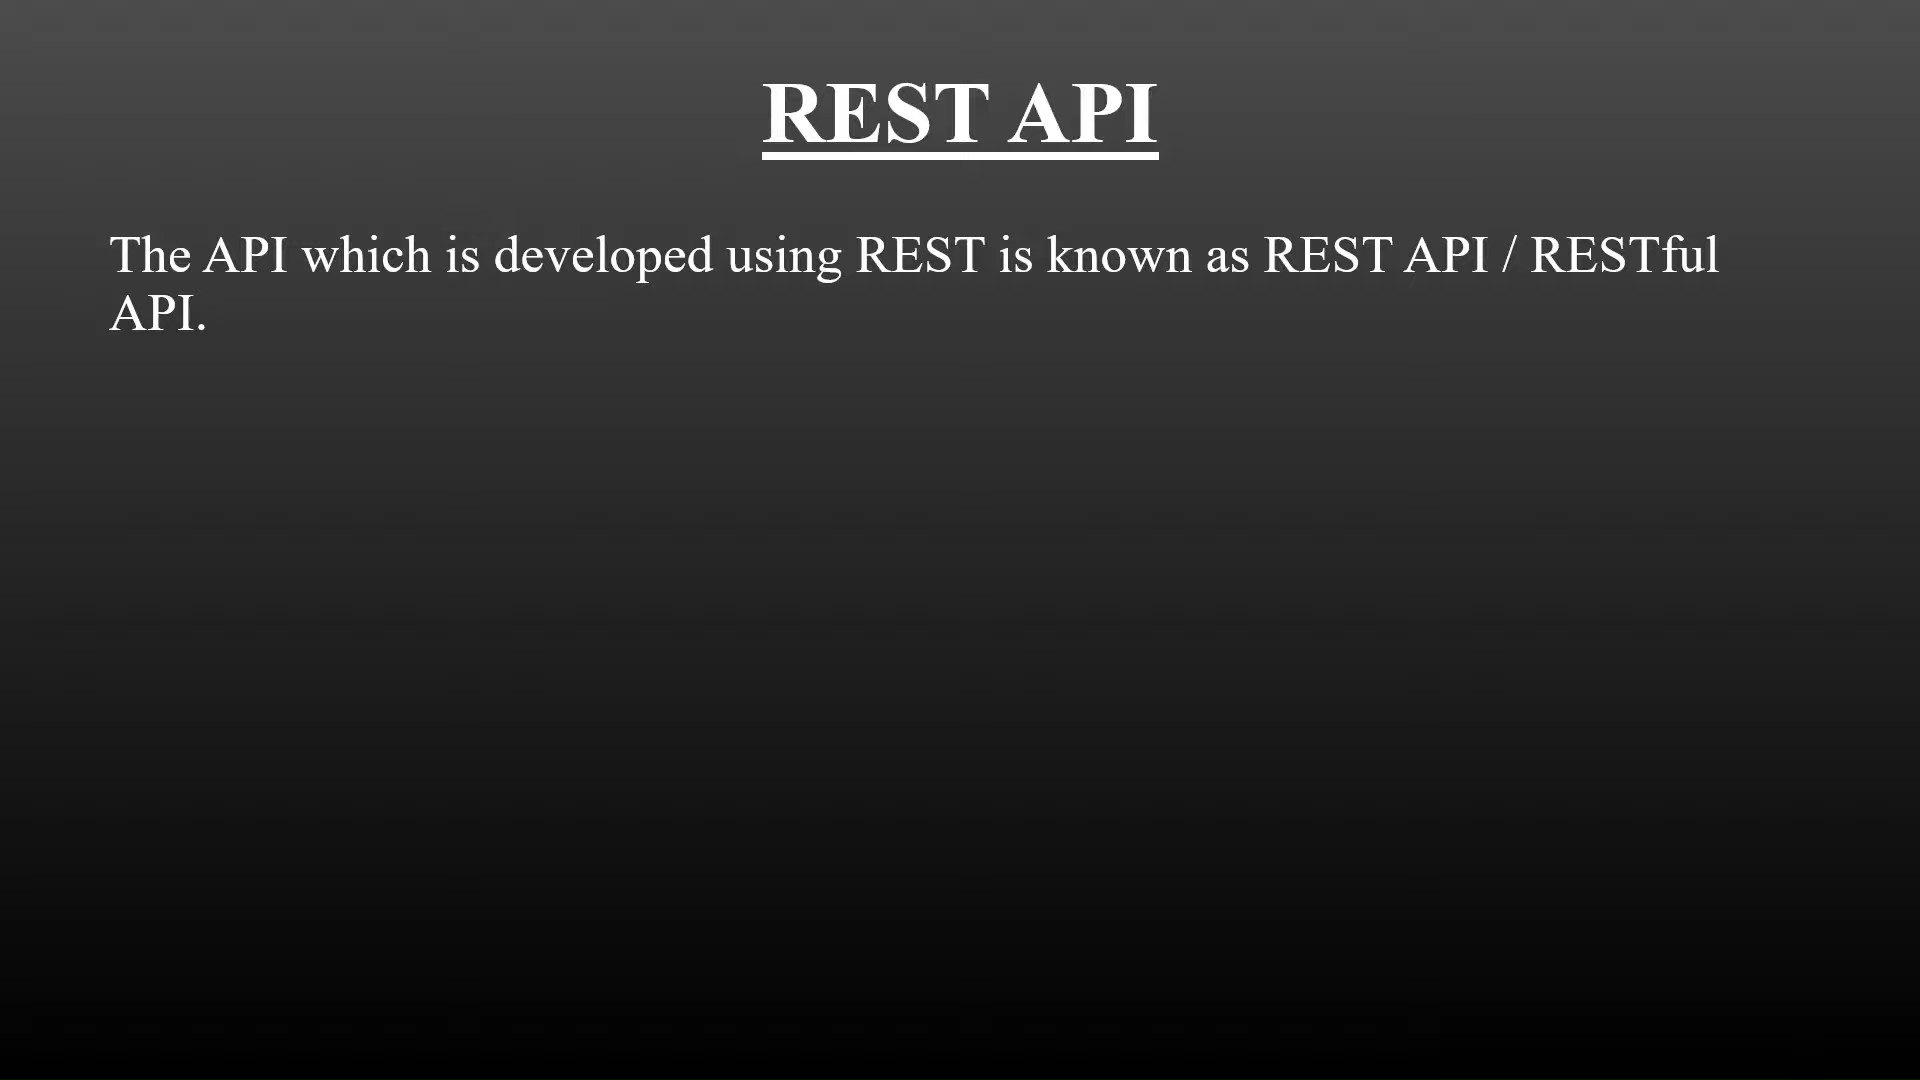 REST API
The API which is developed using REST is known as REST API / RESTful
API.